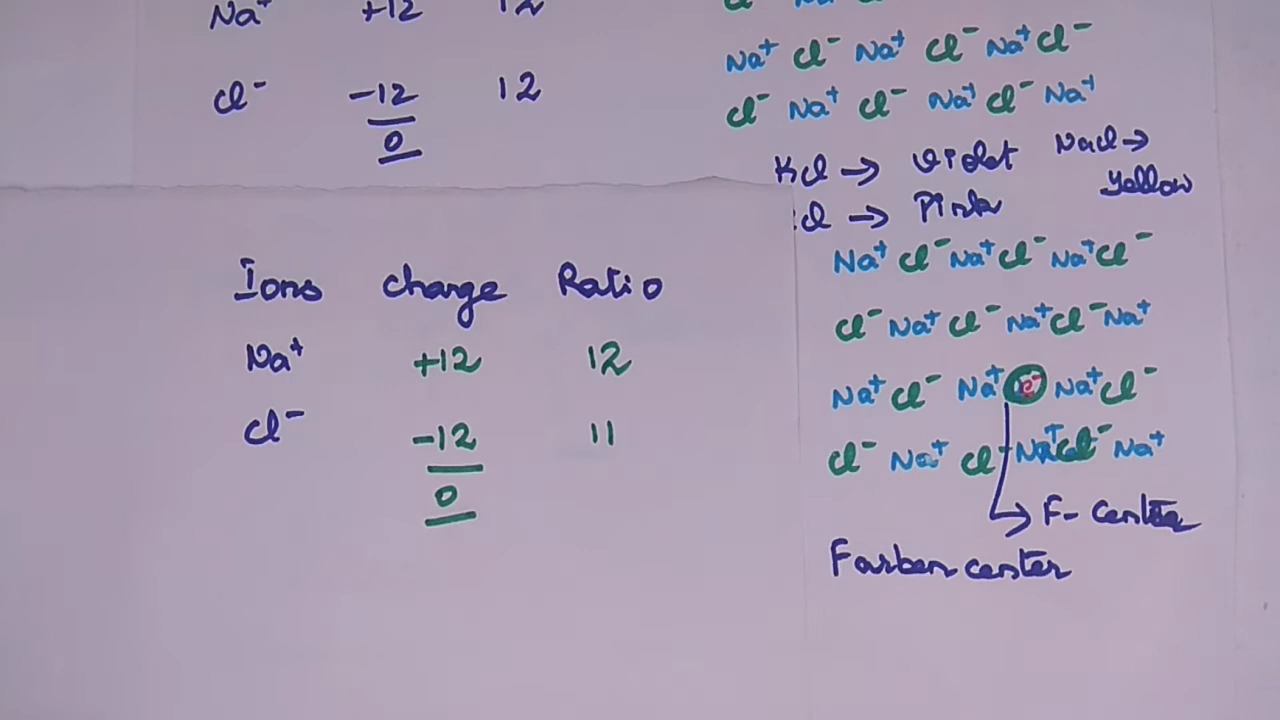 Na⁺ +12 12
Cl⁻ -12 12
0
Na⁺ Cl⁻ Na⁺ Cl⁻ Na⁺ Cl⁻
Cl⁻ Na⁺ Cl⁻ Na⁺ Cl⁻ Na⁺
KCl → Violet NaCl → Yellow
Cl → Pink
Ions Charge Ratio
Na⁺ +12 12
Cl⁻ -12 11
0
Na⁺ Cl⁻ Na⁺ Cl⁻ Na⁺ Cl⁻
Cl⁻ Na⁺ Cl⁻ Na⁺ Cl⁻ Na⁺
Na⁺ Cl⁻ Na⁺ e⁻ Na⁺ Cl⁻
Cl⁻ Na⁺ Cl⁻ Na⁺ Cl⁻ Na⁺
→ F- Center
Farben center